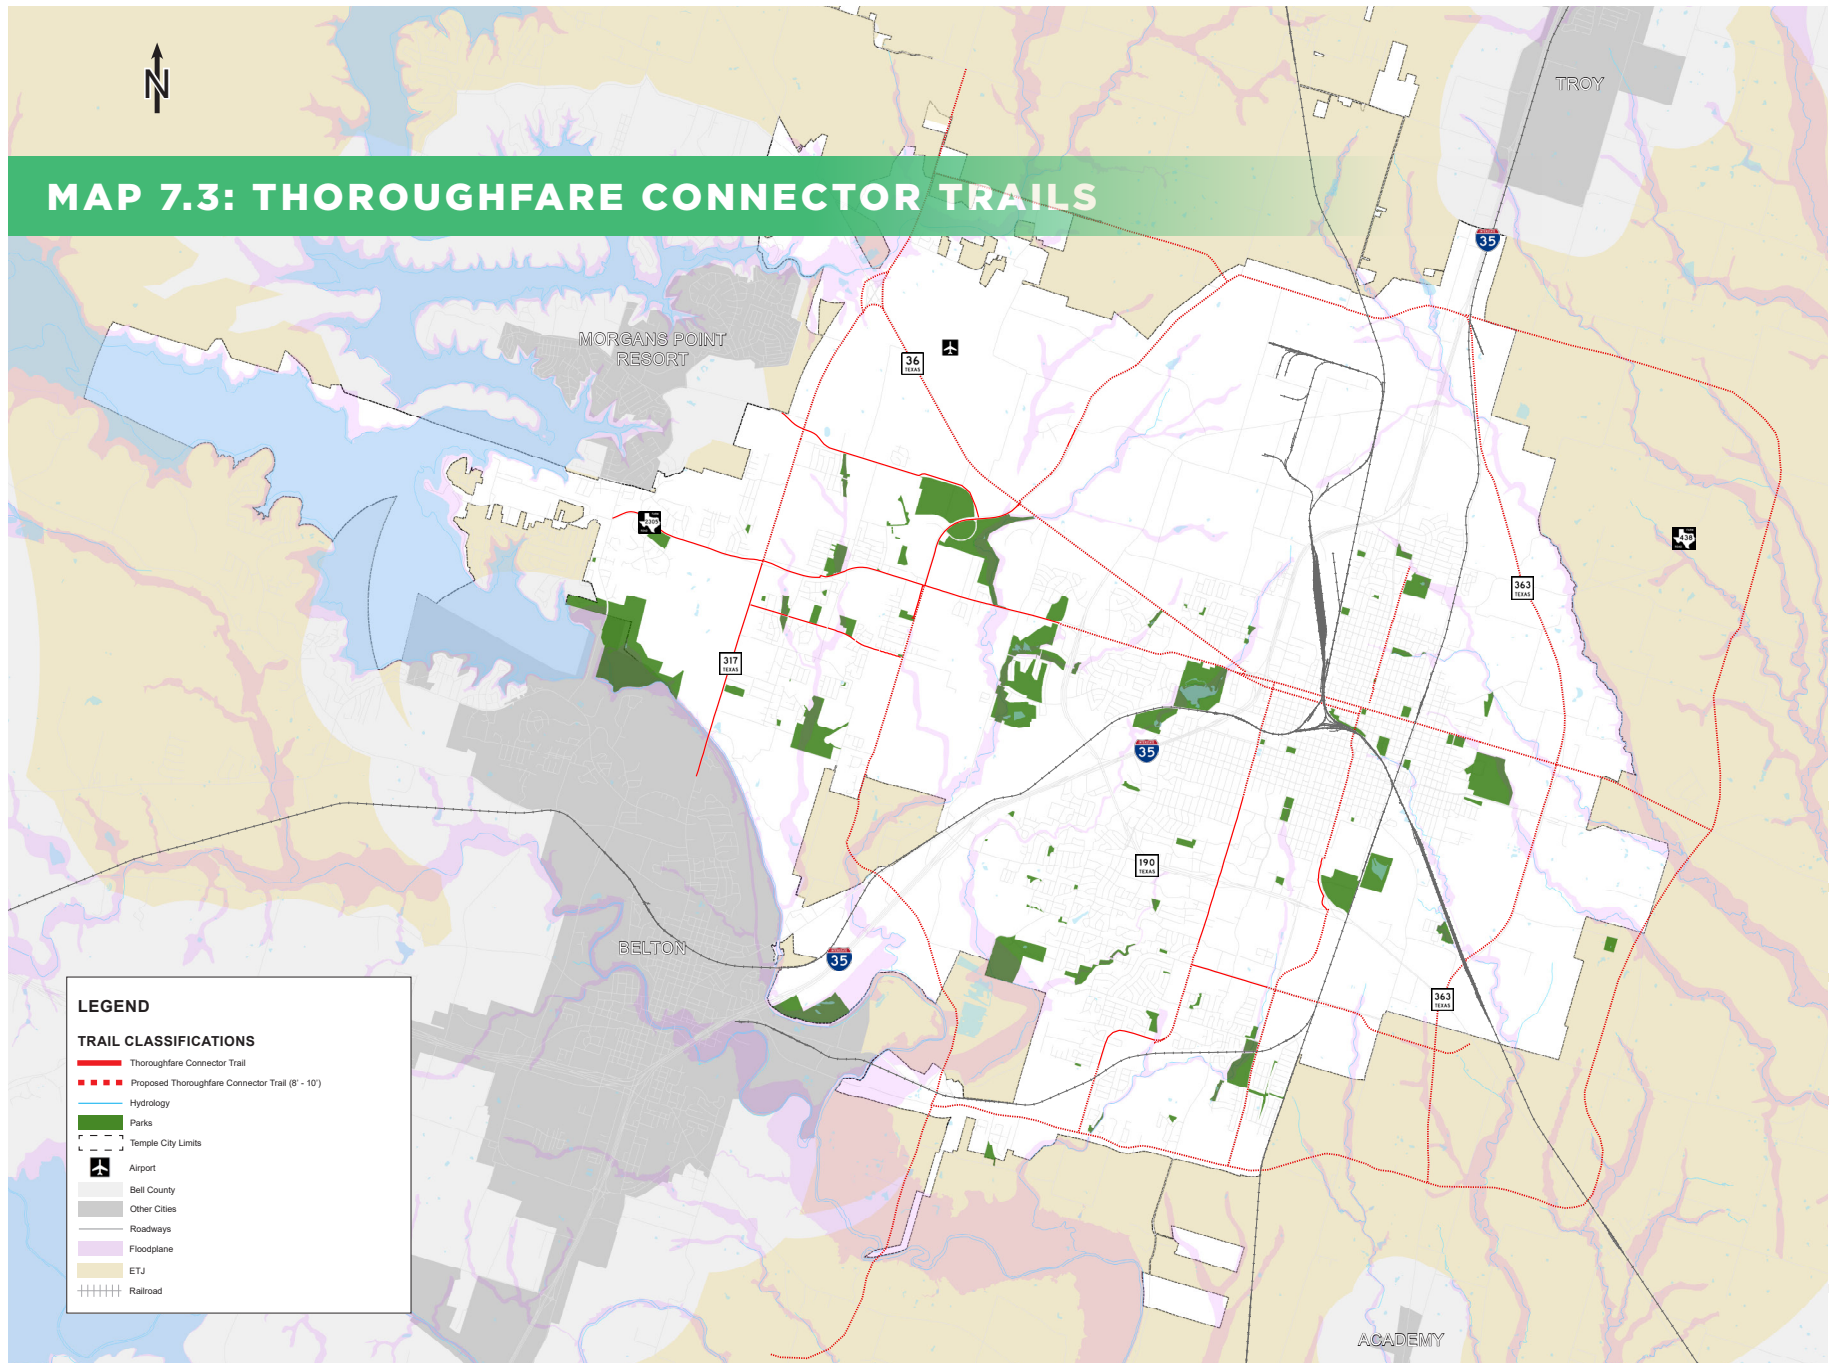 N
TROY
MAP 7.3: THOROUGHFARE CONNECTOR TRAILS
35
MORGANS POINT
RESORT
36
TEXAS
2305
438
363
TEXAS
317
TEXAS
35
190
TEXAS
BELTON
35
363
TEXAS
LEGEND
TRAIL CLASSIFICATIONS
Thoroughfare Connector Trail
Proposed Thoroughfare Connector Trail (8' - 10')
Hydrology
Parks
Temple City Limits
Airport
Bell County
Other Cities
Roadways
Floodplane
ETJ
Railroad
ACADEMY